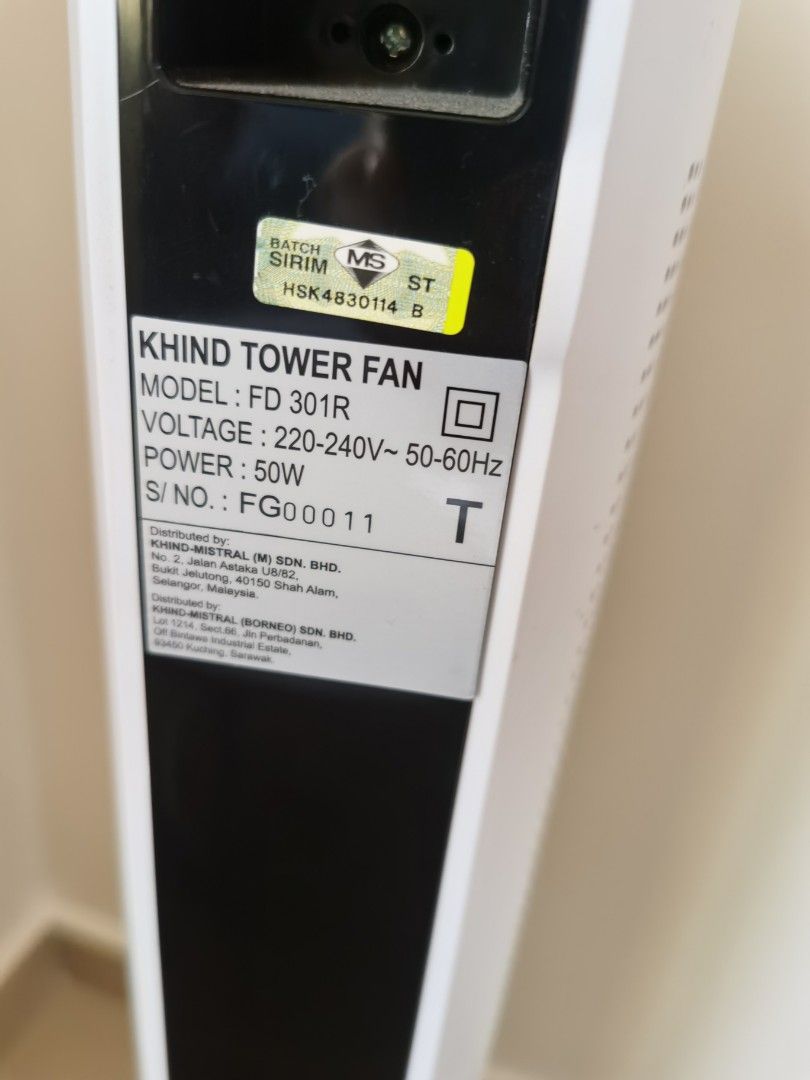 BATCH
SIRIM
MS
ST
HSK4830114 B
KHIND TOWER FAN
MODEL : FD 301R
VOLTAGE : 220-240V~ 50-60Hz
POWER : 50W
S/ NO. : FG00011
T
Distributed by:
KHIND-MISTRAL (M) SDN. BHD.
No. 2, Jalan Astaka U8/82,
Bukit Jelutong, 40150 Shah Alam,
Selangor, Malaysia.
Distributed by:
KHIND-MISTRAL (BORNEO) SDN. BHD.
Lot 1214, Sect.66, Jln Perbadanan,
Off Bintawa Industrial Estate,
93450 Kuching, Sarawak.